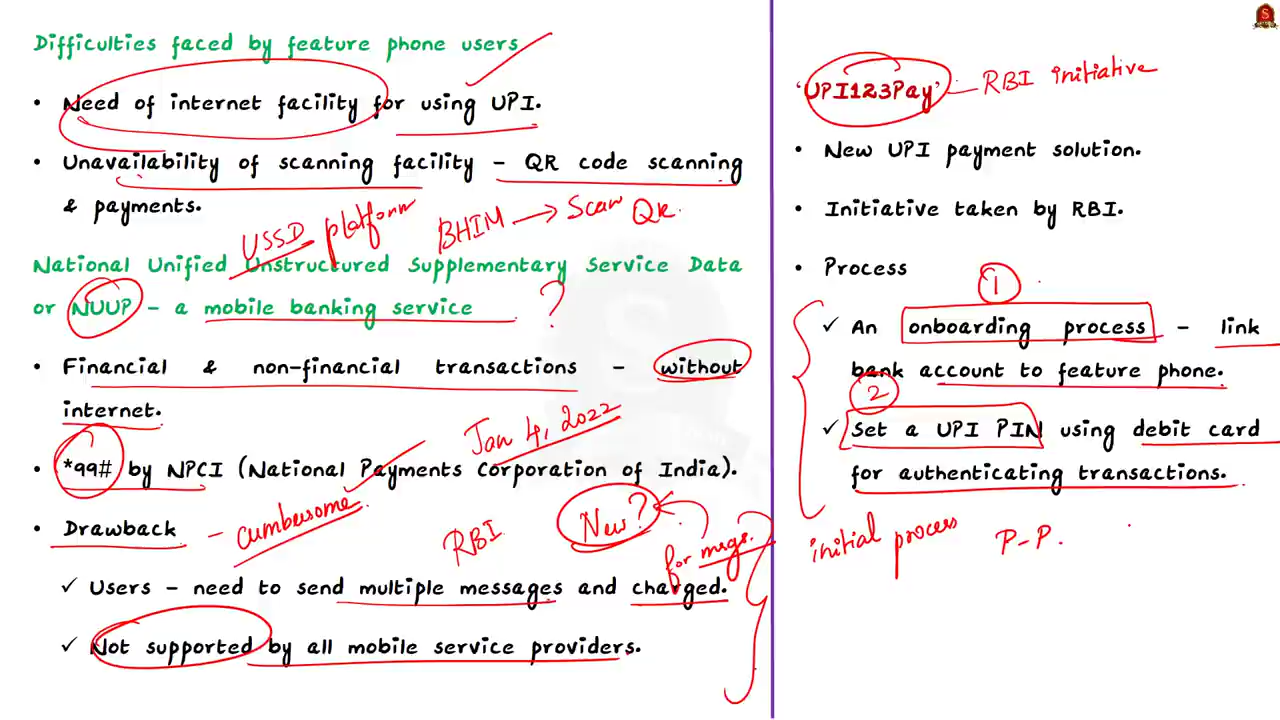 Difficulties faced by feature phone users
• Need of internet facility for using UPI.
• Unavailability of scanning facility – QR code scanning
& payments.
USSD platform
BHIM → Scan QR
National Unified Unstructured Supplementary Service Data
or NUUP – a mobile banking service ?
• Financial & non-financial transactions – without
internet.
Jan 4, 2022
• *99# by NPCI (National Payments Corporation of India).
• Drawback – cumbersome
RBI
New?
for msgs.
✓ Users – need to send multiple messages and charged.
✓ Not supported by all mobile service providers.
'UPI123Pay' – RBI initiative
• New UPI payment solution.
• Initiative taken by RBI.
• Process
1
✓ An onboarding process – link
bank account to feature phone.
2
✓ Set a UPI PIN using debit card
for authenticating transactions.
initial process P-P.